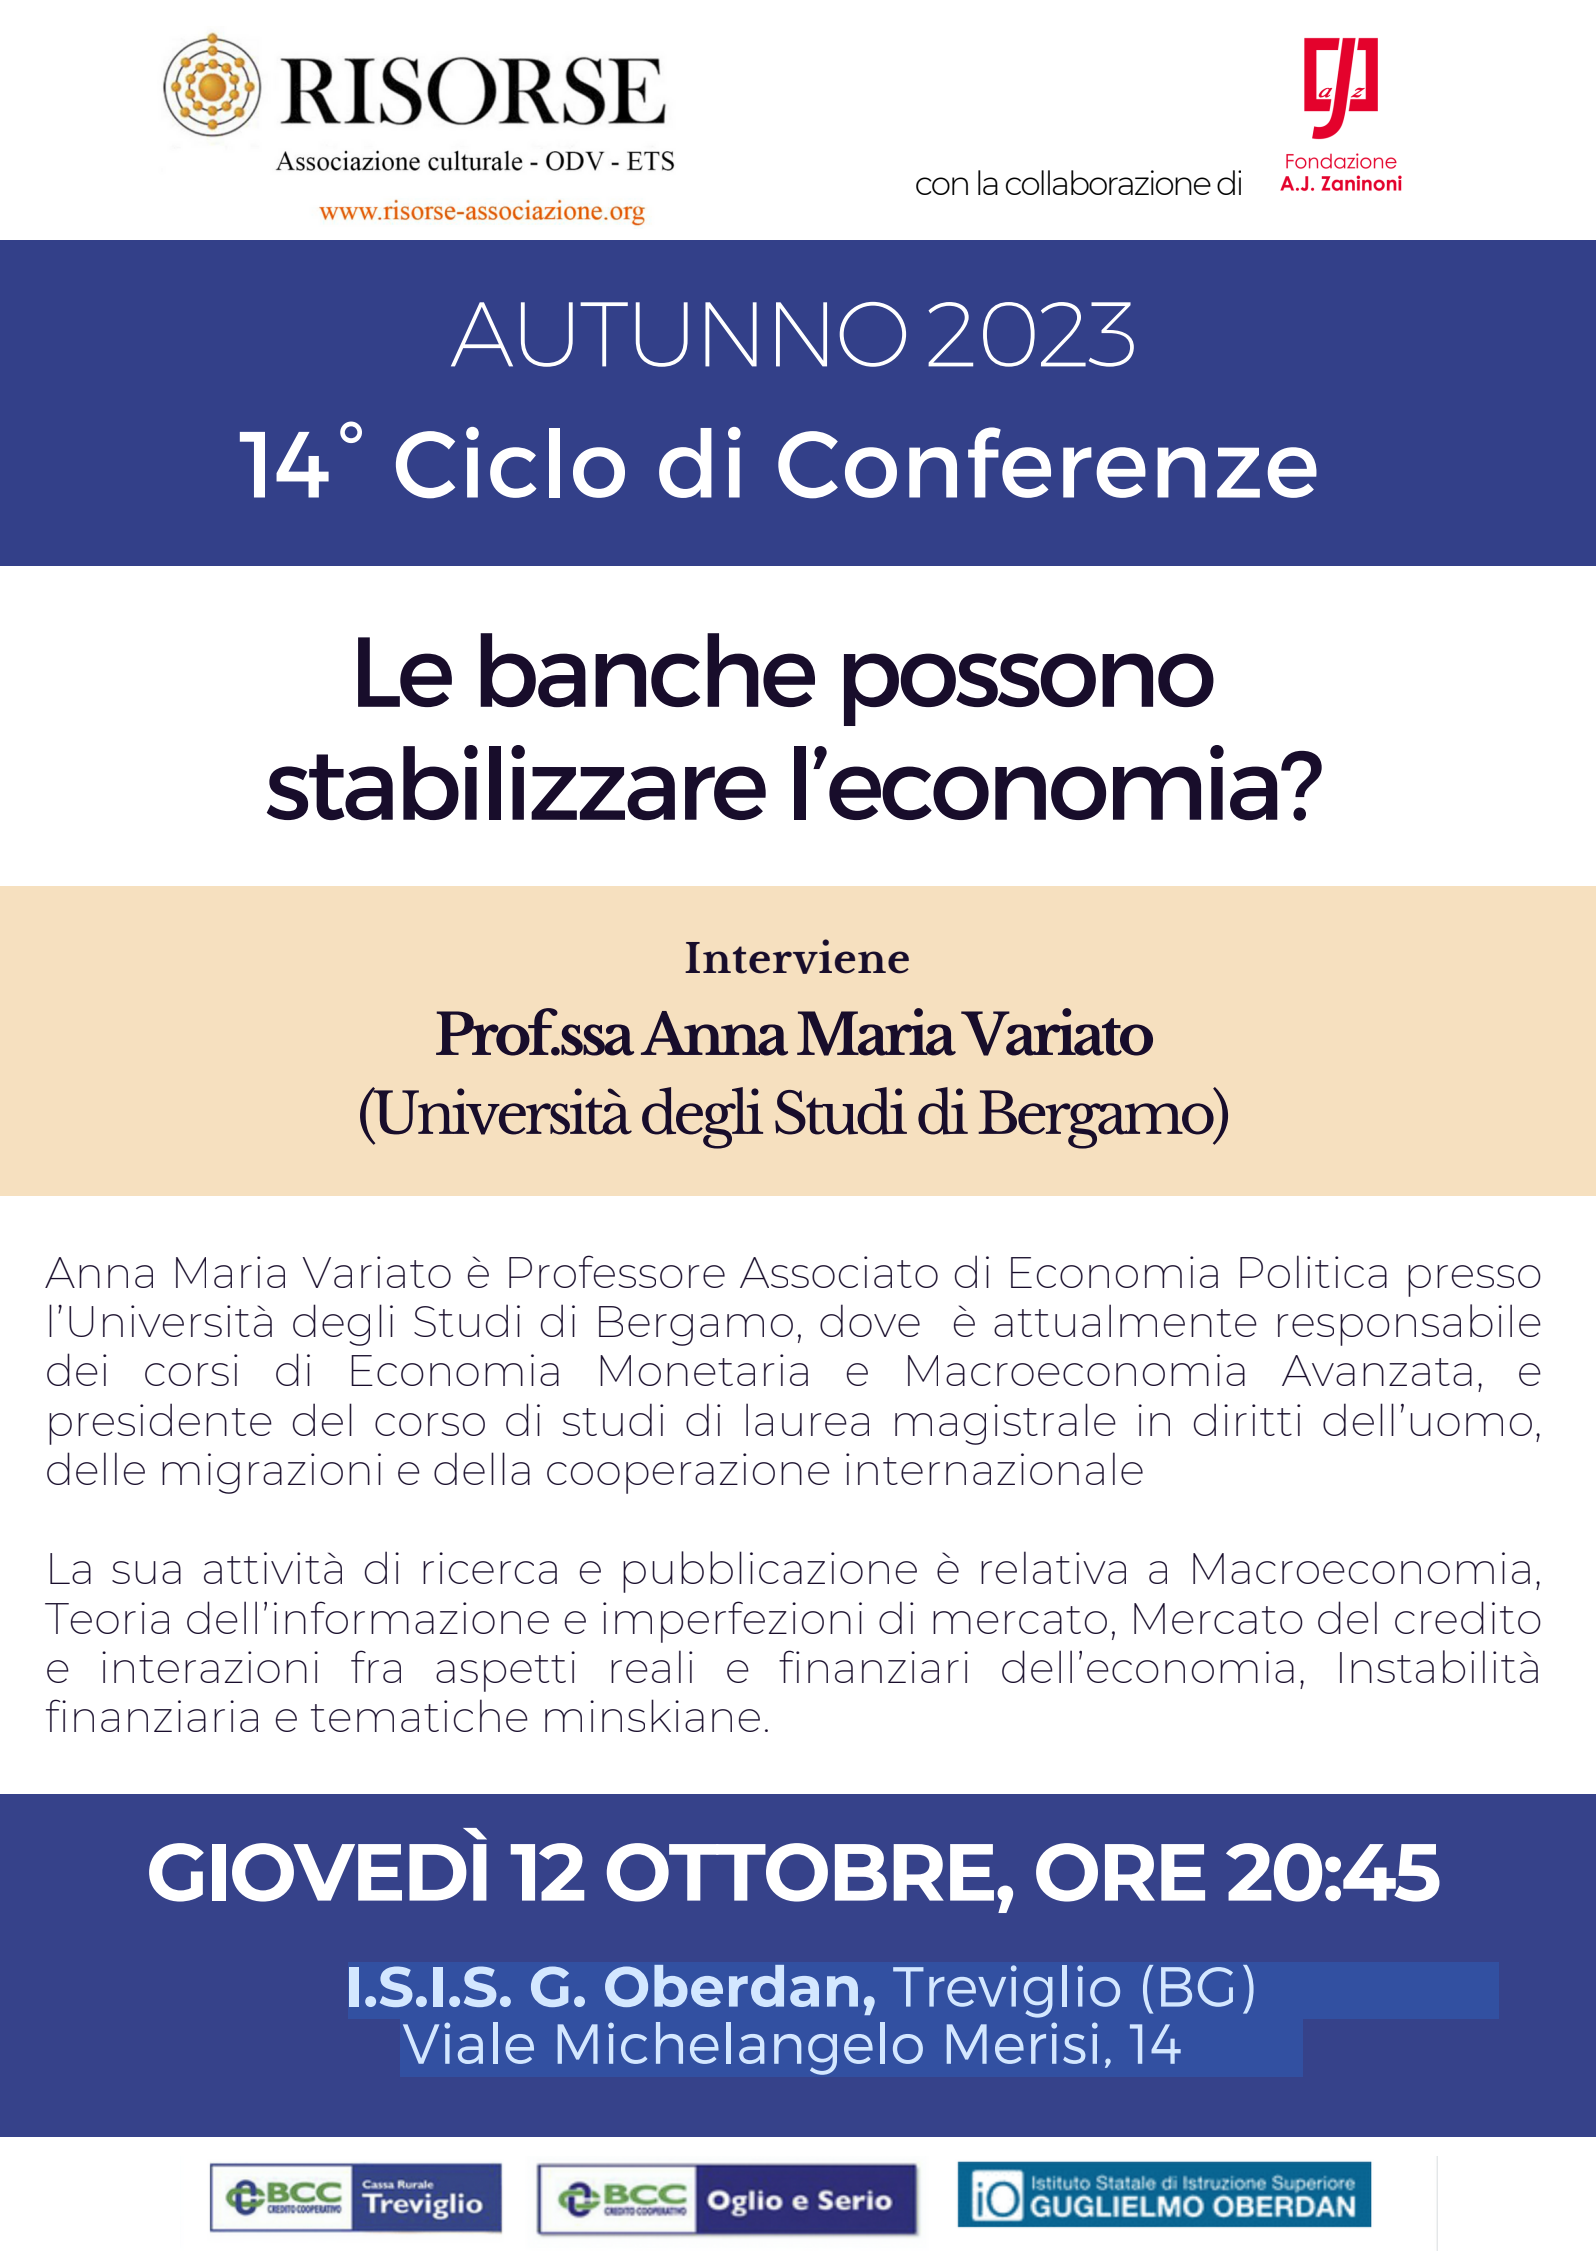 RISORSE
Associazione culturale - ODV - ETS
www.risorse-associazione.org
con la collaborazione di
ajz
Fondazione
A.J. Zaninoni
AUTUNNO 2023
14° Ciclo di Conferenze
Le banche possono
stabilizzare l’economia?
Interviene
Prof.ssa Anna Maria Variato
(Università degli Studi di Bergamo)
Anna Maria Variato è Professore Associato di Economia Politica presso
l’Università degli Studi di Bergamo, dove è attualmente responsabile
dei corsi di Economia Monetaria e Macroeconomia Avanzata, e
presidente del corso di studi di laurea magistrale in diritti dell’uomo,
delle migrazioni e della cooperazione internazionale
La sua attività di ricerca e pubblicazione è relativa a Macroeconomia,
Teoria dell’informazione e imperfezioni di mercato, Mercato del credito
e interazioni fra aspetti reali e finanziari dell’economia, Instabilità
finanziaria e tematiche minskiane.
GIOVEDÌ 12 OTTOBRE, ORE 20:45
I.S.I.S. G. Oberdan, Treviglio (BG)
Viale Michelangelo Merisi, 14
BCC
CREDITO COOPERATIVO
Cassa Rurale
Treviglio
BCC
CREDITO COOPERATIVO
Oglio e Serio
iO
Istituto Statale di Istruzione Superiore
GUGLIELMO OBERDAN